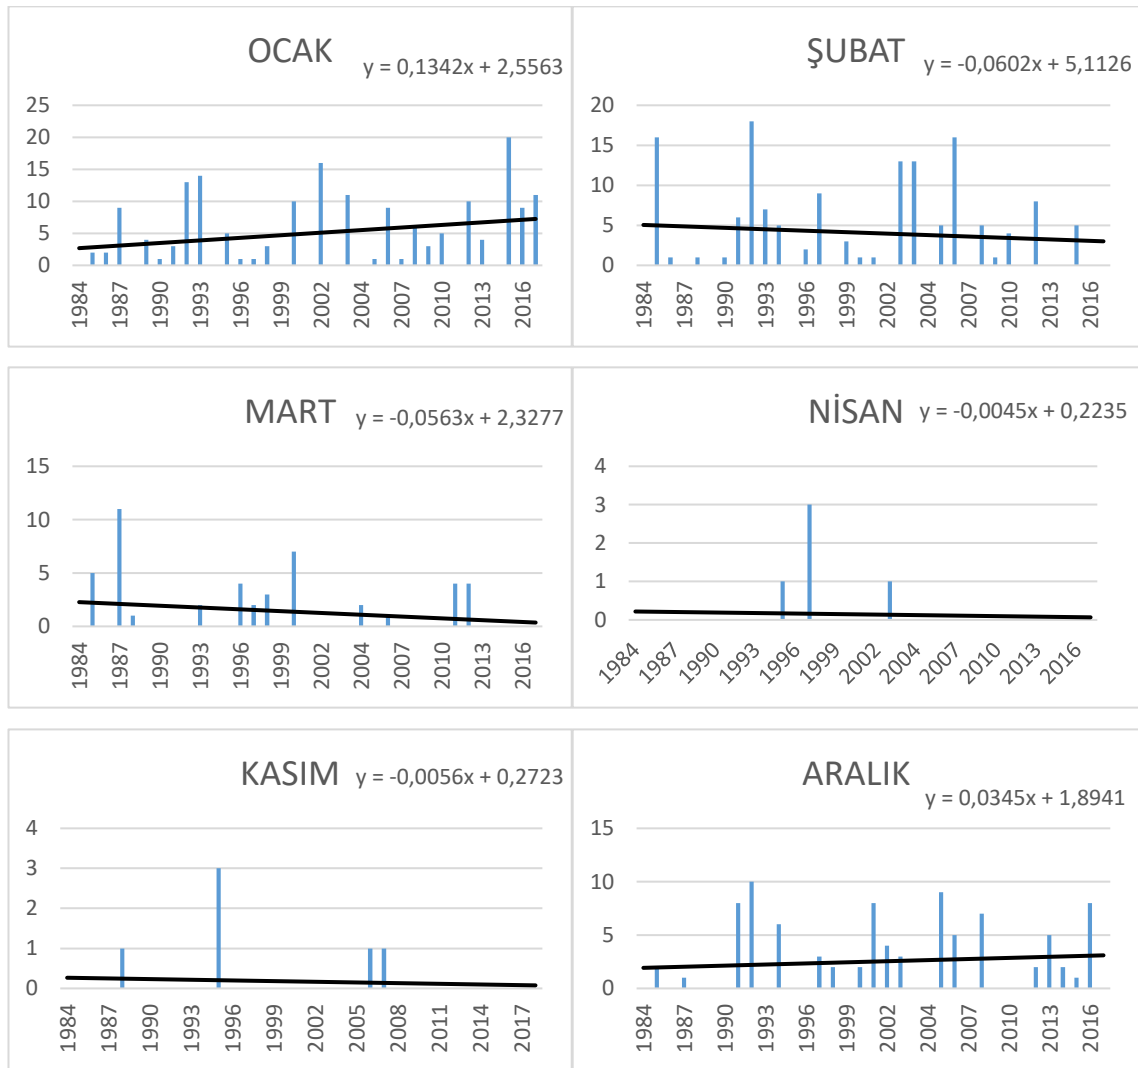 OCAK
y = 0,1342x + 2,5563
25
20
15
10
5
0
1984 1987 1990 1993 1996 1999 2002 2004 2007 2010 2013 2016
ŞUBAT
y = -0,0602x + 5,1126
20
15
10
5
0
1984 1987 1990 1993 1996 1999 2002 2004 2007 2010 2013 2016
MART
y = -0,0563x + 2,3277
15
10
5
0
1984 1987 1990 1993 1996 1999 2002 2004 2007 2010 2013 2016
NİSAN
y = -0,0045x + 0,2235
4
3
2
1
0
1984 1987 1990 1993 1996 1999 2002 2004 2007 2010 2013 2016
KASIM
y = -0,0056x + 0,2723
4
3
2
1
0
1984 1987 1990 1993 1996 1999 2002 2005 2008 2011 2014 2017
ARALIK
y = 0,0345x + 1,8941
15
10
5
0
1984 1987 1990 1993 1996 1999 2002 2004 2007 2010 2013 2016